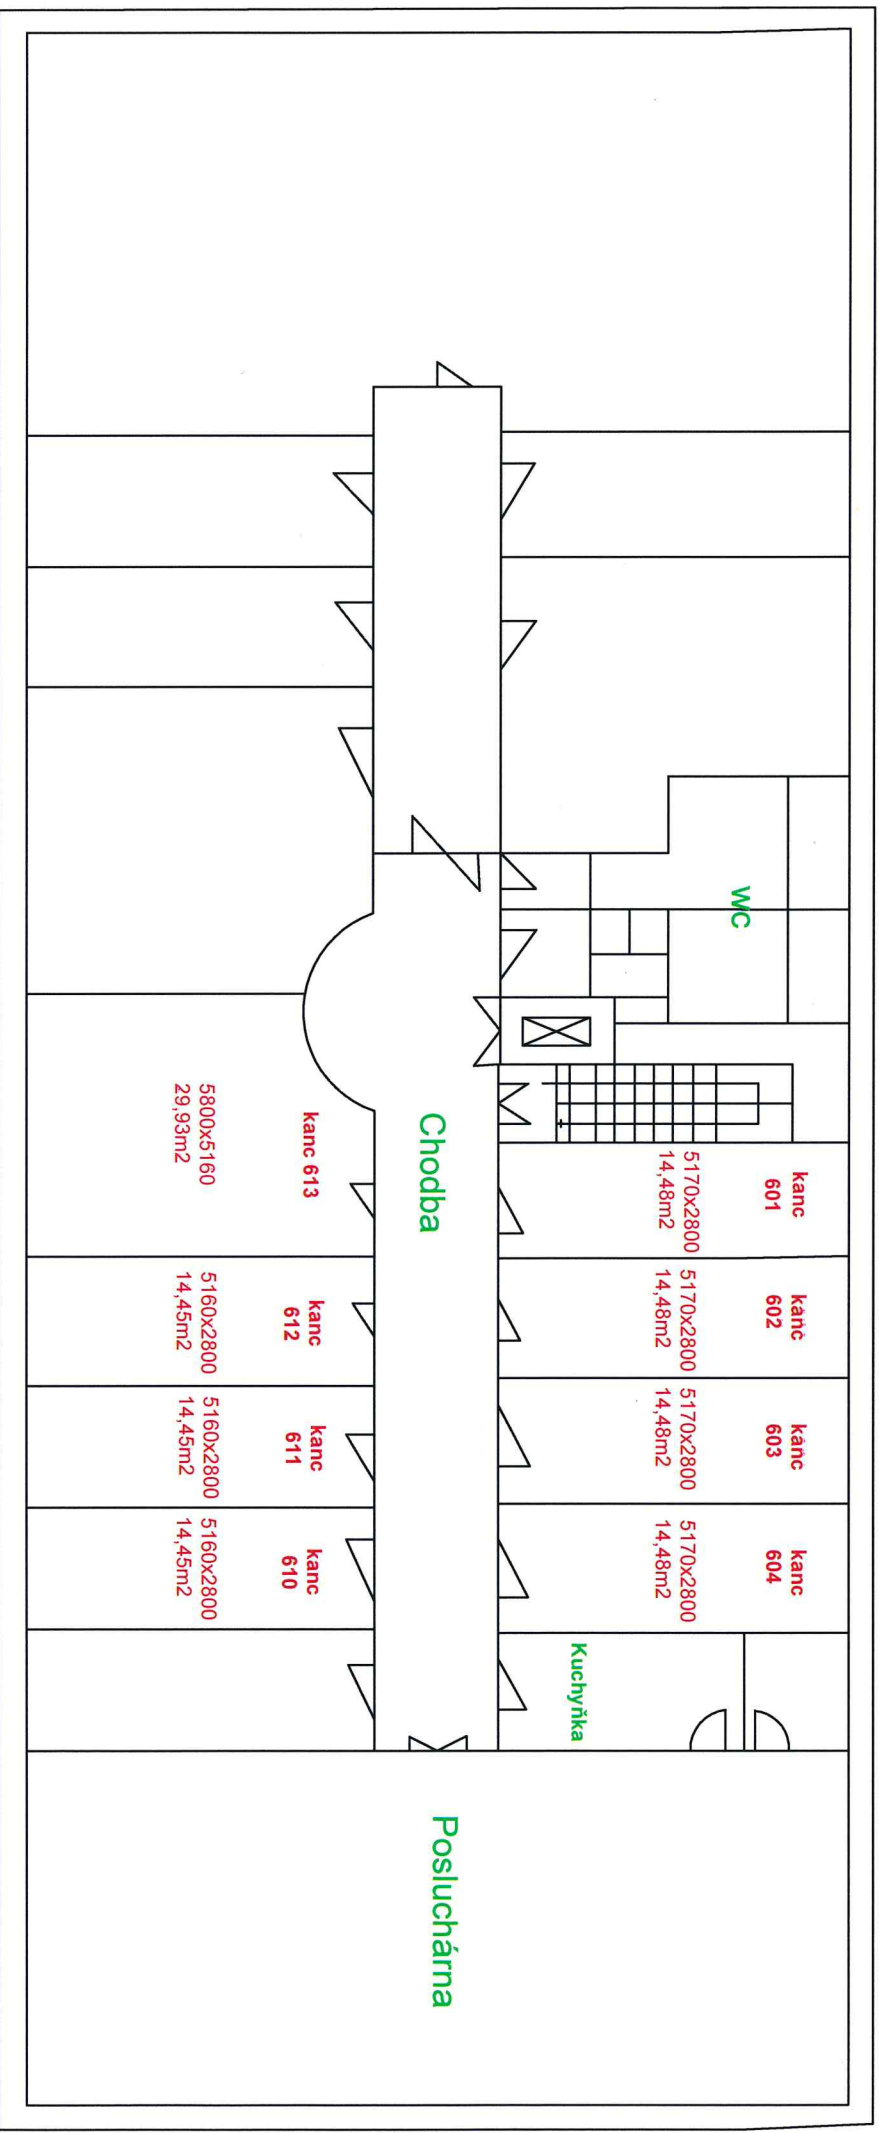 WC
kanc
601
5170x2800
14,48m2
kanc
602
5170x2800
14,48m2
kanc
603
5170x2800
14,48m2
kanc
604
5170x2800
14,48m2
Kuchyňka
Chodba
Posluchárna
kanc 613
5800x5160
29,93m2
kanc
612
5160x2800
14,45m2
kanc
611
5160x2800
14,45m2
kanc
610
5160x2800
14,45m2